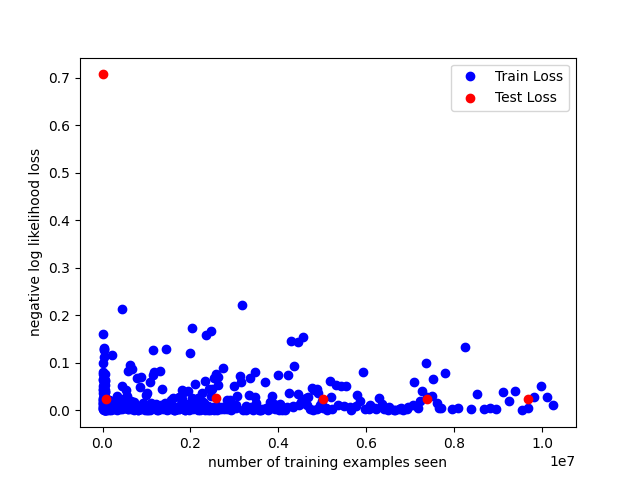 Train Loss
Test Loss
negative log likelihood loss
0.7
0.6
0.5
0.4
0.3
0.2
0.1
0.0
0.0 0.2 0.4 0.6 0.8 1.0
1e7
number of training examples seen